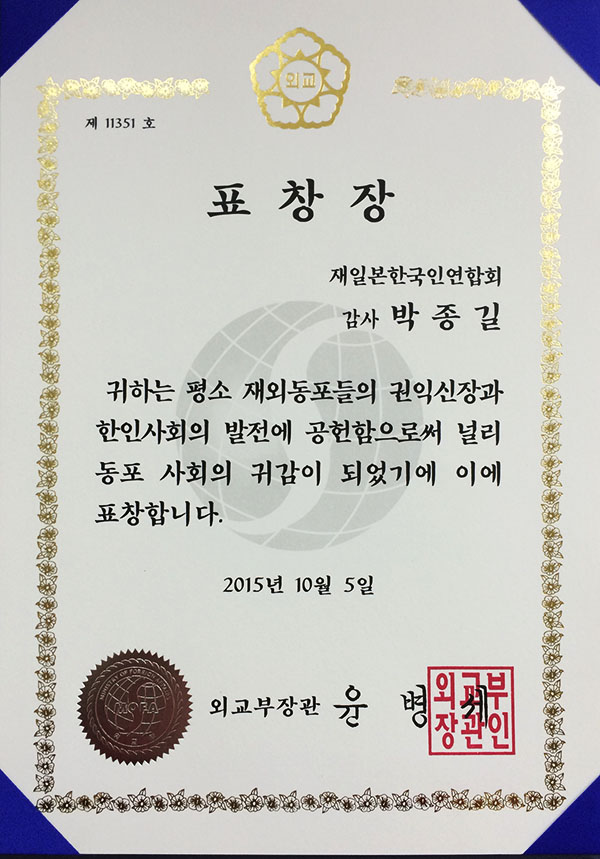 외교
제 11351 호
표 창 장
재일본한국인연합회
감사 박 종 길
귀하는 평소 재외동포들의 권익신장과
한인사회의 발전에 공헌함으로써 널리
동포 사회의 귀감이 되었기에 이에
표창합니다.
2015년 10월 5일
MINISTRY OF FOREIGN
MOFA
외교부장관 윤 병 세
외교부
장관인